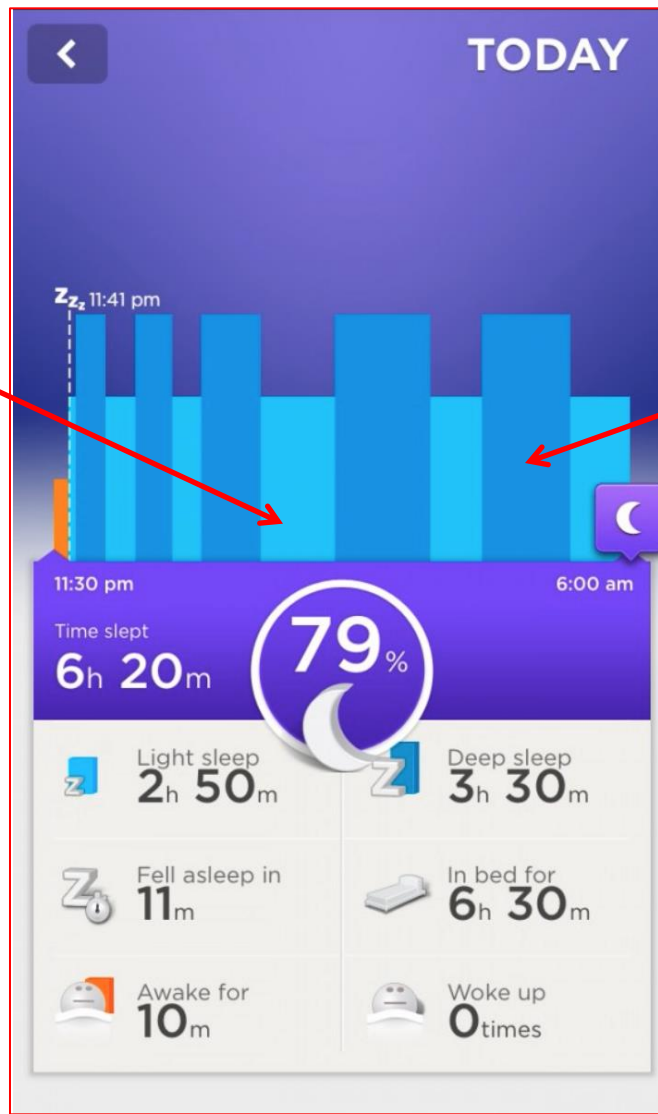 TODAY
Zzz 11:41 pm
11:30 pm
6:00 am
Time slept
6h 20m
79%
Light sleep
2h 50m
Deep sleep
3h 30m
Fell asleep in
11m
In bed for
6h 30m
Awake for
10m
Woke up
0times